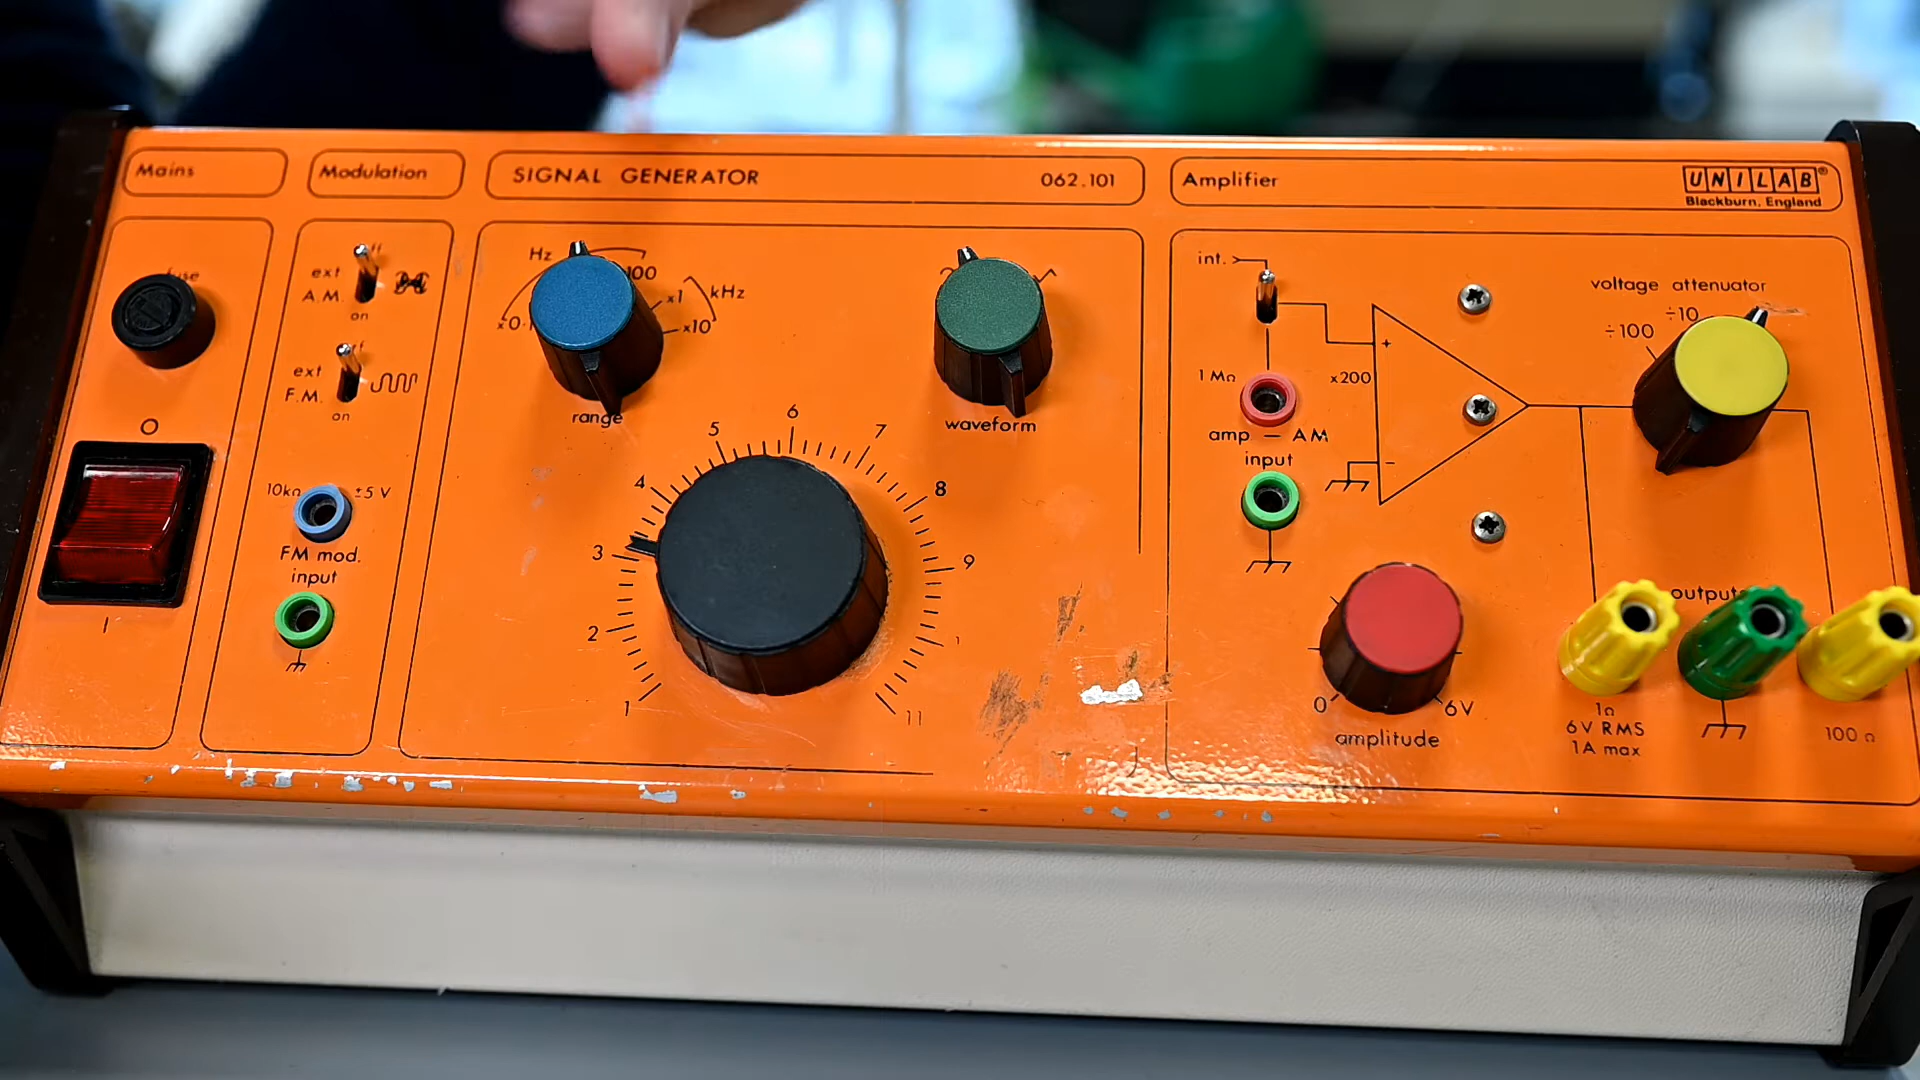 Mains
Modulation
SIGNAL GENERATOR
062.101
Amplifier
UNILAB®
Blackburn, England
ext
A.M.
on
ext
F.M.
on
O
I
10kΩ
±5 V
FM mod.
input
Hz
100
x1
kHz
x10
range
waveform
1
2
3
4
5
6
7
8
9
11
int.
1 MΩ
x200
+
−
amp — AM
input
voltage attenuator
÷10
÷100
0
6V
amplitude
outputs
1Ω
6V RMS
1A max
100 Ω